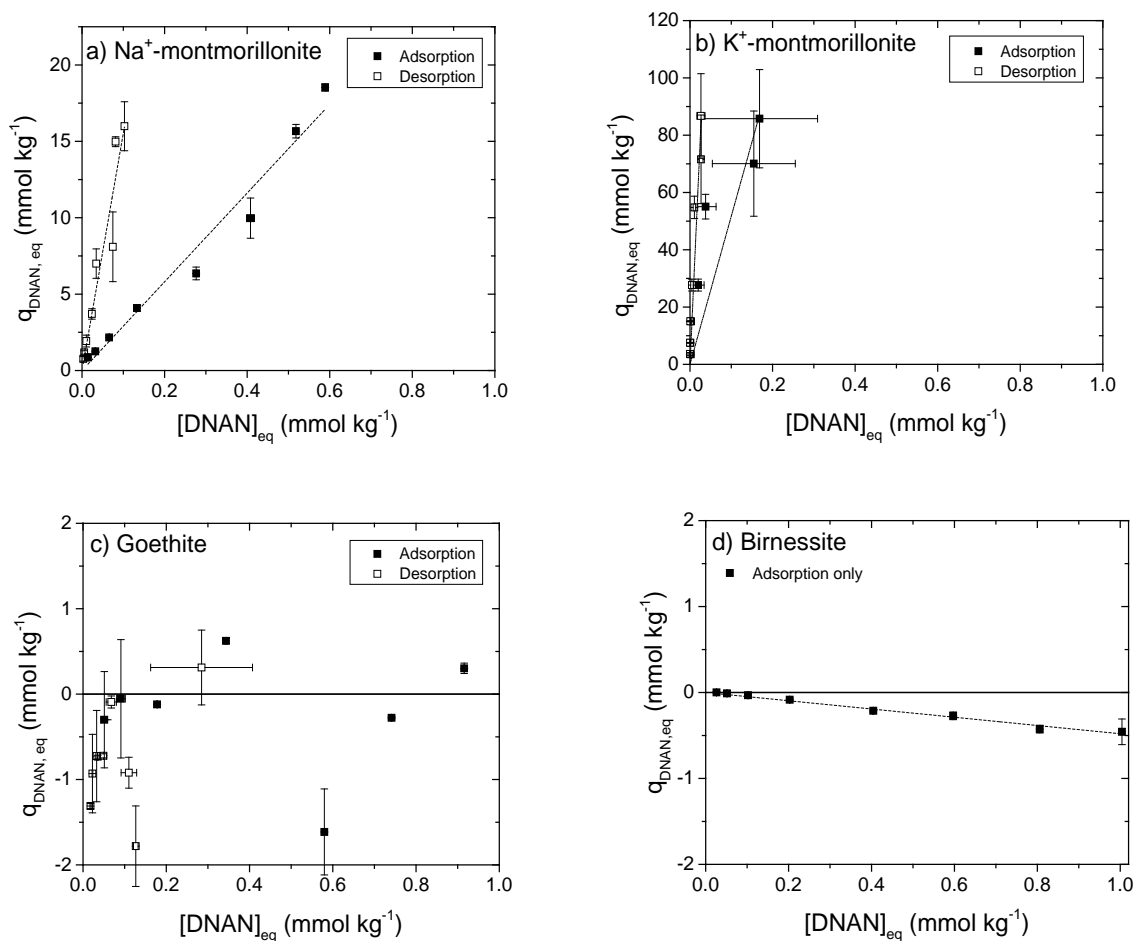 a) Na⁺-montmorillonite
Adsorption
Desorption
q_DNAN, eq (mmol kg⁻¹)
20
15
10
5
0
0.0 0.2 0.4 0.6 0.8 1.0
[DNAN]_eq (mmol kg⁻¹)
b) K⁺-montmorillonite
Adsorption
Desorption
q_DNAN,eq (mmol kg⁻¹)
120
100
80
60
40
20
0
0.0 0.2 0.4 0.6 0.8 1.0
[DNAN]_eq (mmol kg⁻¹)
c) Goethite
Adsorption
Desorption
q_DNAN, eq (mmol kg⁻¹)
2
1
0
-1
-2
0.0 0.2 0.4 0.6 0.8 1.0
[DNAN]_eq (mmol kg⁻¹)
d) Birnessite
Adsorption only
q_DNAN,eq (mmol kg⁻¹)
2
1
0
-1
-2
0.0 0.2 0.4 0.6 0.8 1.0
[DNAN]_eq (mmol kg⁻¹)